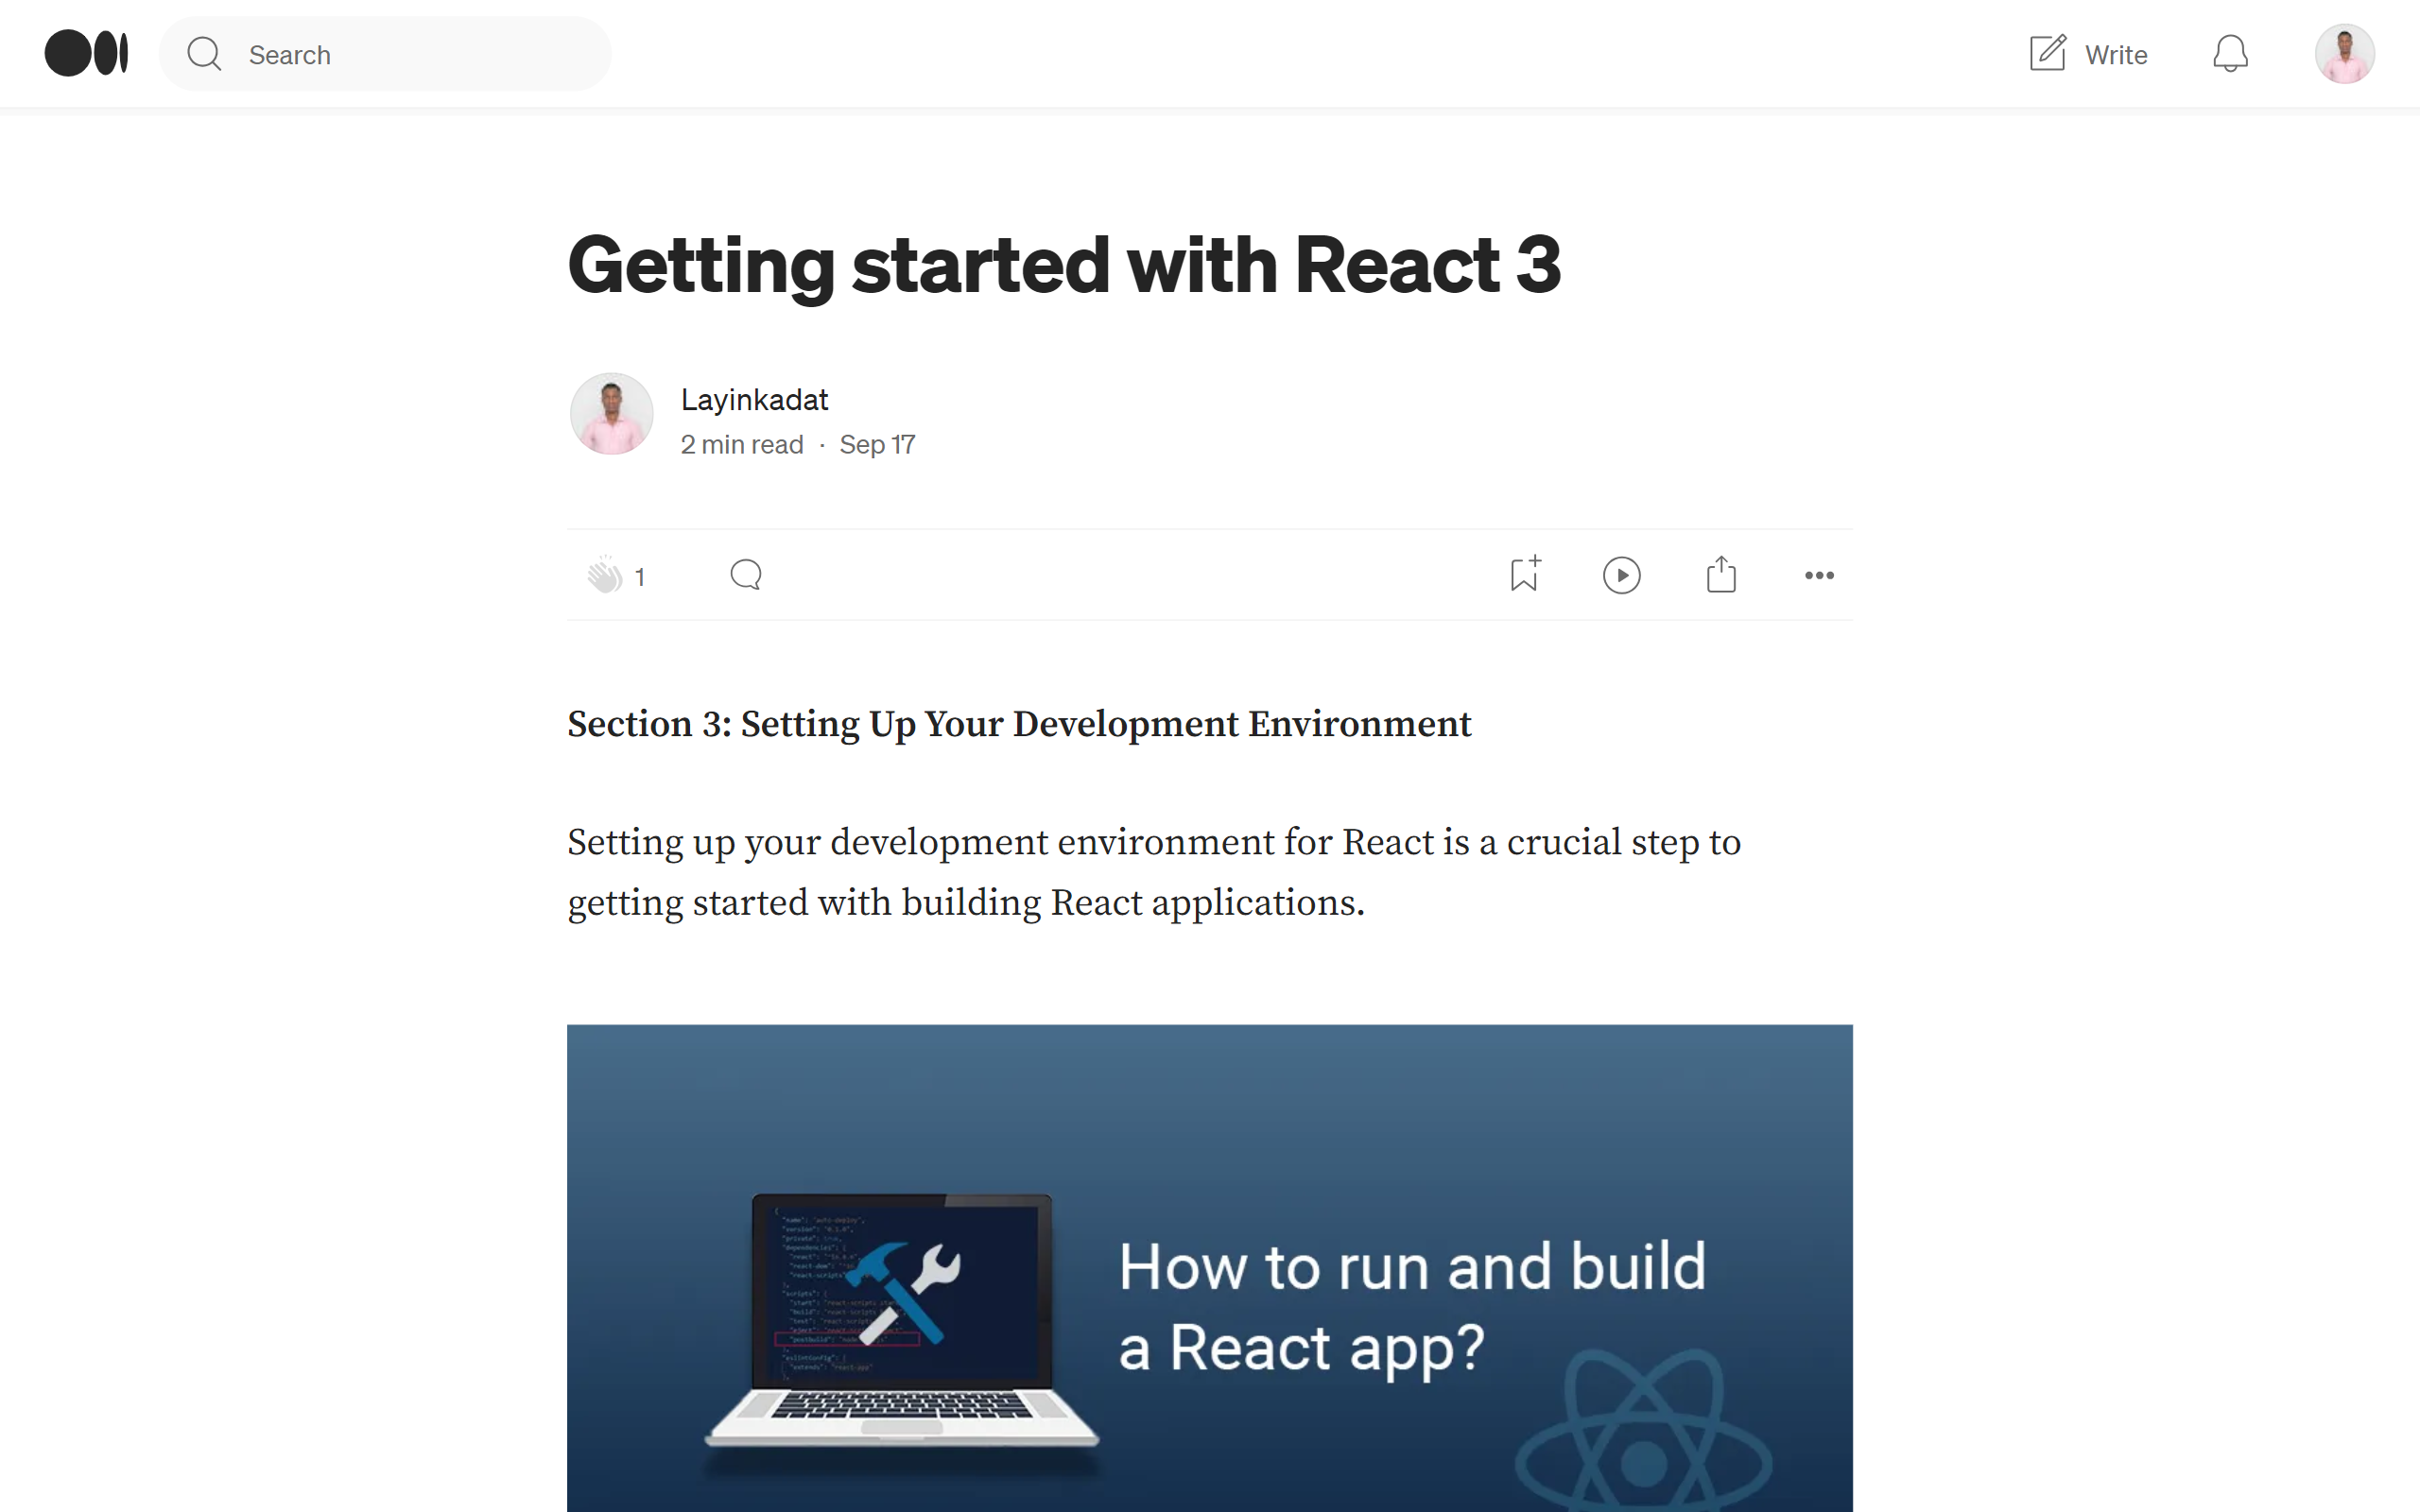 Search
Write
Getting started with React 3
Layinkadat
2 min read · Sep 17
1
Section 3: Setting Up Your Development Environment
Setting up your development environment for React is a crucial step to
getting started with building React applications.
How to run and build
a React app?